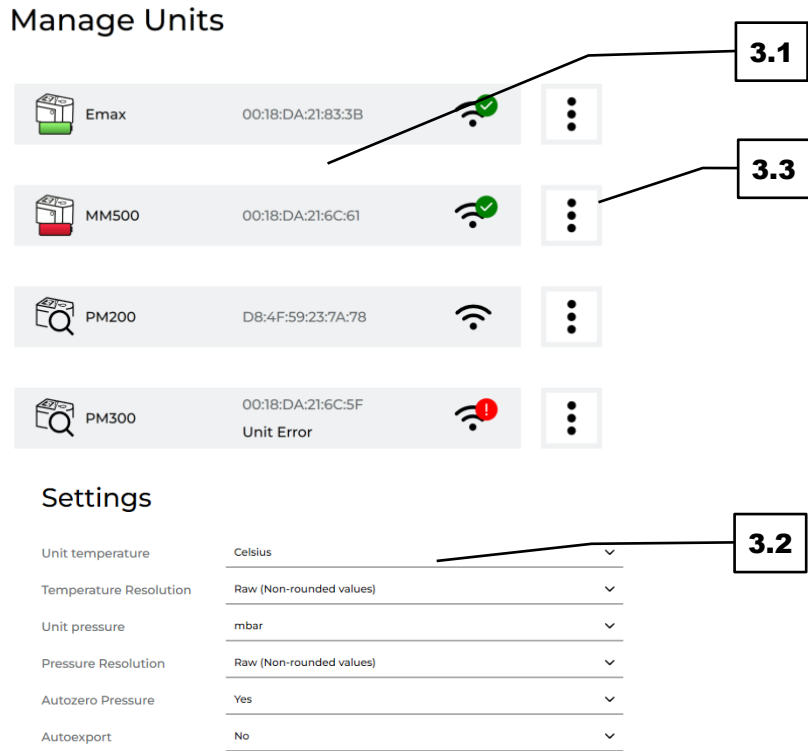 Manage Units
3.1
Emax 00:18:DA:21:83:3B
3.3
MM500 00:18:DA:21:6C:61
PM200 D8:4F:59:23:7A:78
PM300 00:18:DA:21:6C:5F
Unit Error
Settings
3.2
Unit temperature Celsius
Temperature Resolution Raw (Non-rounded values)
Unit pressure mbar
Pressure Resolution Raw (Non-rounded values)
Autozero Pressure Yes
Autoexport No